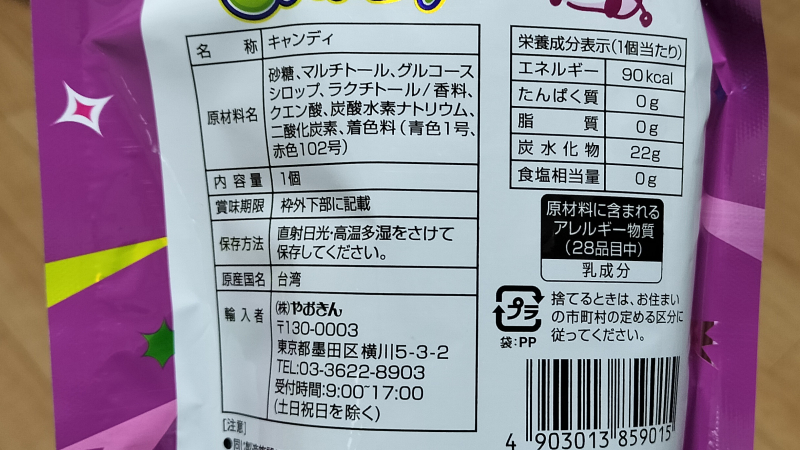 名称 キャンディ
原材料名 砂糖、マルチトール、グルコース
シロップ、ラクチトール/香料、
クエン酸、炭酸水素ナトリウム、
二酸化炭素、着色料(青色1号、
赤色102号)
内容量 1個
賞味期限 枠外下部に記載
保存方法 直射日光・高温多湿をさけて
保存してください。
原産国名 台湾
輸入者 (株)やおきん
〒130-0003
東京都墨田区横川5-3-2
TEL:03-3622-8903
受付時間:9:00~17:00
(土日祝日を除く)
[注意]
栄養成分表示(1個当たり)
エネルギー 90kcal
たんぱく質 0g
脂質 0g
炭水化物 22g
食塩相当量 0g
原材料に含まれる
アレルギー物質
(28品目中)
乳成分
プラ
袋:PP
捨てるときは、お住まい
の市町村の定める区分に
従ってください。
4 903013 859015